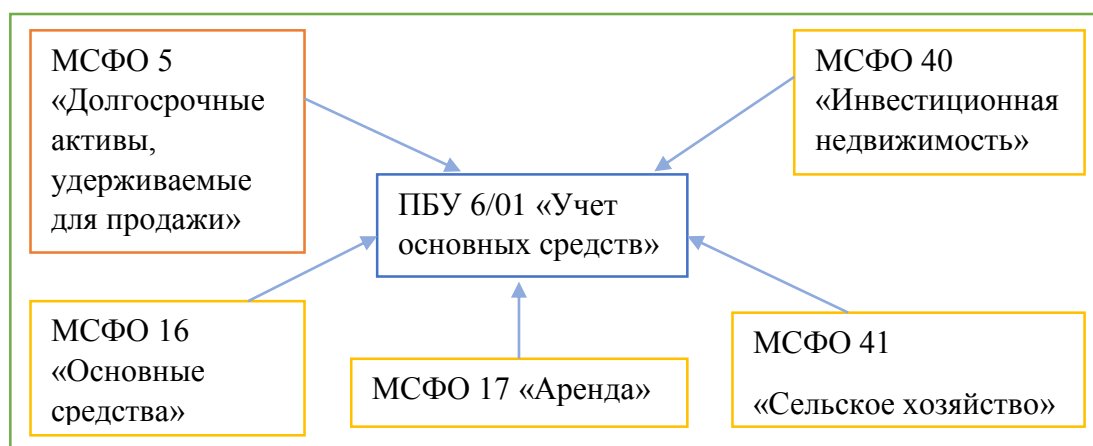 МСФО 5
«Долгосрочные
активы,
удерживаемые
для продажи»
МСФО 40
«Инвестиционная
недвижимость»
ПБУ 6/01 «Учет
основных средств»
МСФО 16
«Основные
средства»
МСФО 17 «Аренда»
МСФО 41
«Сельское хозяйство»